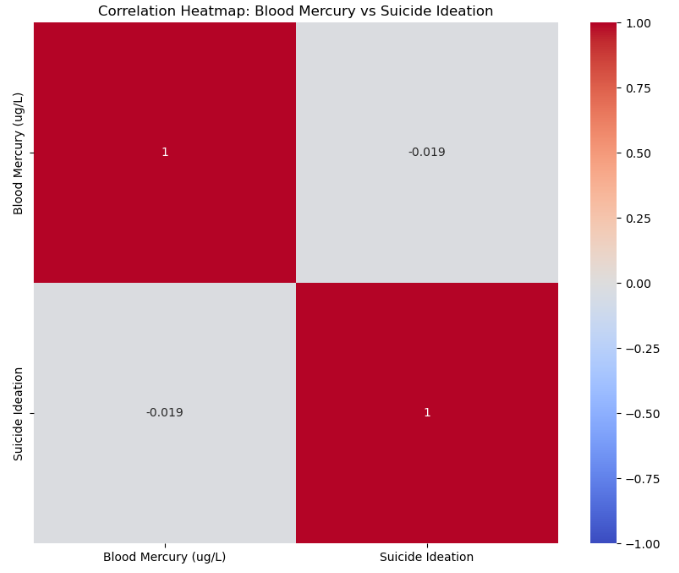 Correlation Heatmap: Blood Mercury vs Suicide Ideation
Blood Mercury (ug/L)
Suicide Ideation
1
-0.019
-0.019
1
Blood Mercury (ug/L)
Suicide Ideation
1.00
0.75
0.50
0.25
0.00
−0.25
−0.50
−0.75
−1.00